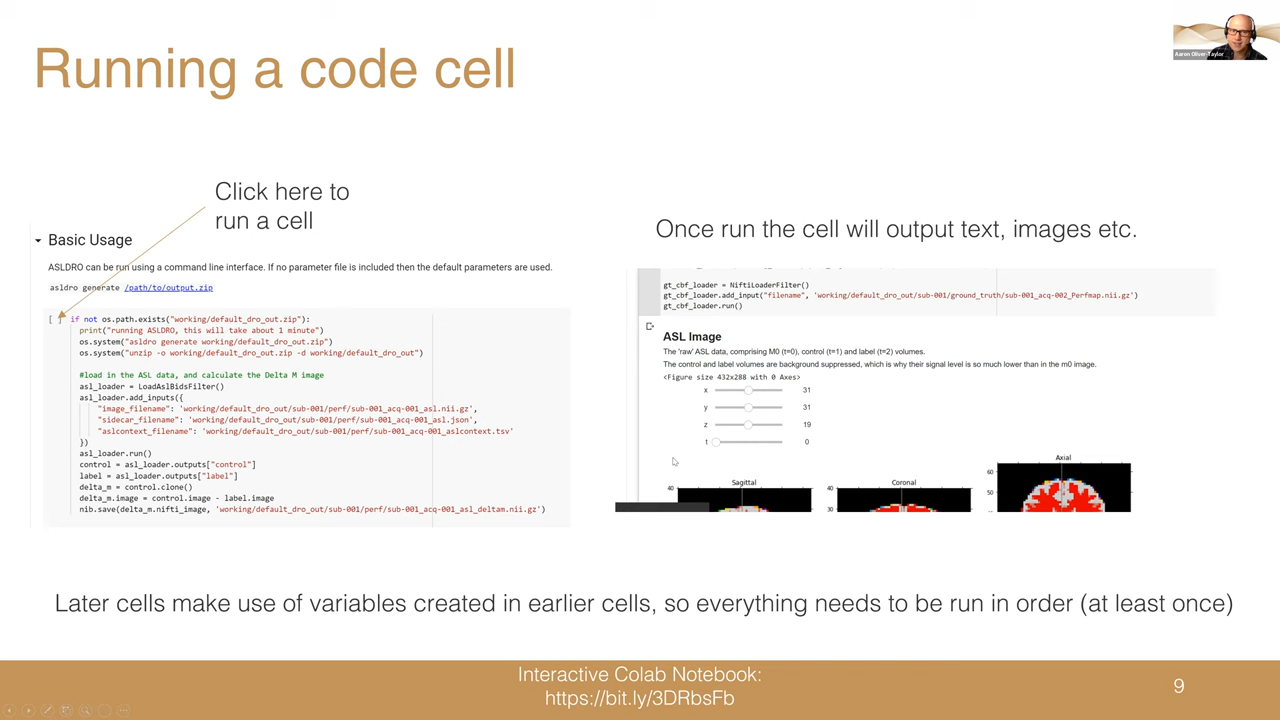 Running a code cell
Aaron Oliver-Taylor
Click here to
run a cell
Basic Usage
ASLDRO can be run using a command line interface. If no parameter file is included then the default parameters are used.
asldro generate /path/to/output.zip
[ ] if not os.path.exists("working/default_dro_out.zip"):
print("running ASLDRO, this will take about 1 minute")
os.system("asldro generate working/default_dro_out.zip")
os.system("unzip -o working/default_dro_out.zip -d working/default_dro_out")
#load in the ASL data, and calculate the Delta M image
asl_loader = LoadAslBidsFilter()
asl_loader.add_inputs({
"image_filename": 'working/default_dro_out/sub-001/perf/sub-001_acq-001_asl.nii.gz',
"sidecar_filename": 'working/default_dro_out/sub-001/perf/sub-001_acq-001_asl.json',
"aslcontext_filename": 'working/default_dro_out/sub-001/perf/sub-001_acq-001_aslcontext.tsv'
})
asl_loader.run()
control = asl_loader.outputs["control"]
label = asl_loader.outputs["label"]
delta_m = control.clone()
delta_m.image = control.image - label.image
nib.save(delta_m.nifti_image, 'working/default_dro_out/sub-001/perf/sub-001_acq-001_asl_deltam.nii.gz')
Once run the cell will output text, images etc.
gt_cbf_loader = NiftiLoaderFilter()
gt_cbf_loader.add_input("filename", 'working/default_dro_out/sub-001/ground_truth/sub-001_acq-002_Perfmap.nii.gz')
gt_cbf_loader.run()
ASL Image
The 'raw' ASL data, comprising M0 (t=0), control (t=1) and label (t=2) volumes.
The control and label volumes are background suppressed, which is why their signal level is so much lower than in the m0 image.
<Figure size 432x288 with 0 Axes>
x 31
y 31
z 19
t 0
Sagittal
40
Coronal
40
30
Axial
60
50
Later cells make use of variables created in earlier cells, so everything needs to be run in order (at least once)
Interactive Colab Notebook:
https://bit.ly/3DRbsFb
9